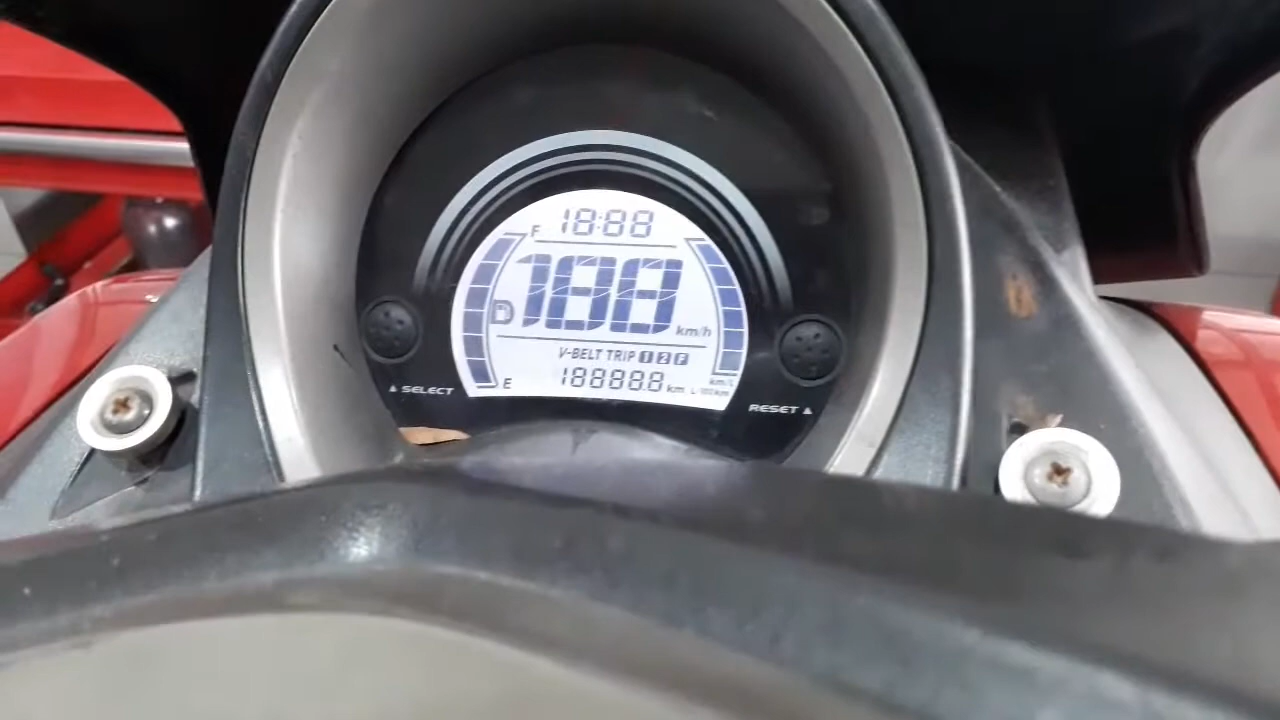 F 18:88
D 188 km/h
V-BELT TRIP 1 2 F
km/L
E 188888 km L/100km
▲ SELECT
RESET ▲